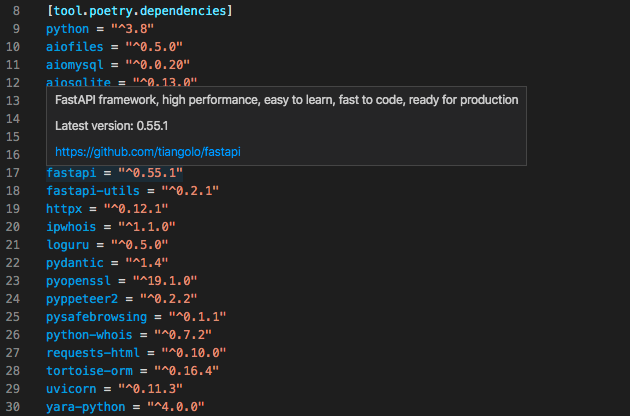 8 [tool.poetry.dependencies]
9 python = "^3.8"
10 aiofiles = "^0.5.0"
11 aiomysql = "^0.0.20"
12 aiosqlite = "^0.13.0"
13 FastAPI framework, high performance, easy to learn, fast to code, ready for production
14
Latest version: 0.55.1
15
16 https://github.com/tiangolo/fastapi
17 fastapi = "^0.55.1"
18 fastapi-utils = "^0.2.1"
19 httpx = "^0.12.1"
20 ipwhois = "^1.1.0"
21 loguru = "^0.5.0"
22 pydantic = "^1.4"
23 pyopenssl = "^19.1.0"
24 pyppeteer2 = "^0.2.2"
25 pysafebrowsing = "^0.1.1"
26 python-whois = "^0.7.2"
27 requests-html = "^0.10.0"
28 tortoise-orm = "^0.16.4"
29 uvicorn = "^0.11.3"
30 yara-python = "^4.0.0"